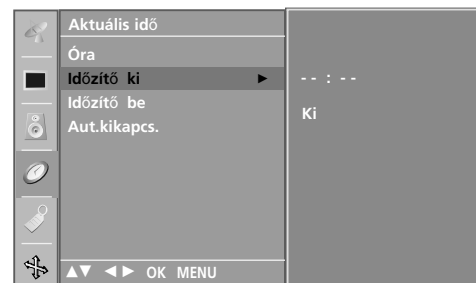 Aktuális idő
Óra
Időzítő ki ►
- - : - -
Időzítő be
Ki
Aut.kikapcs.
▲▼ ◄► OK MENU